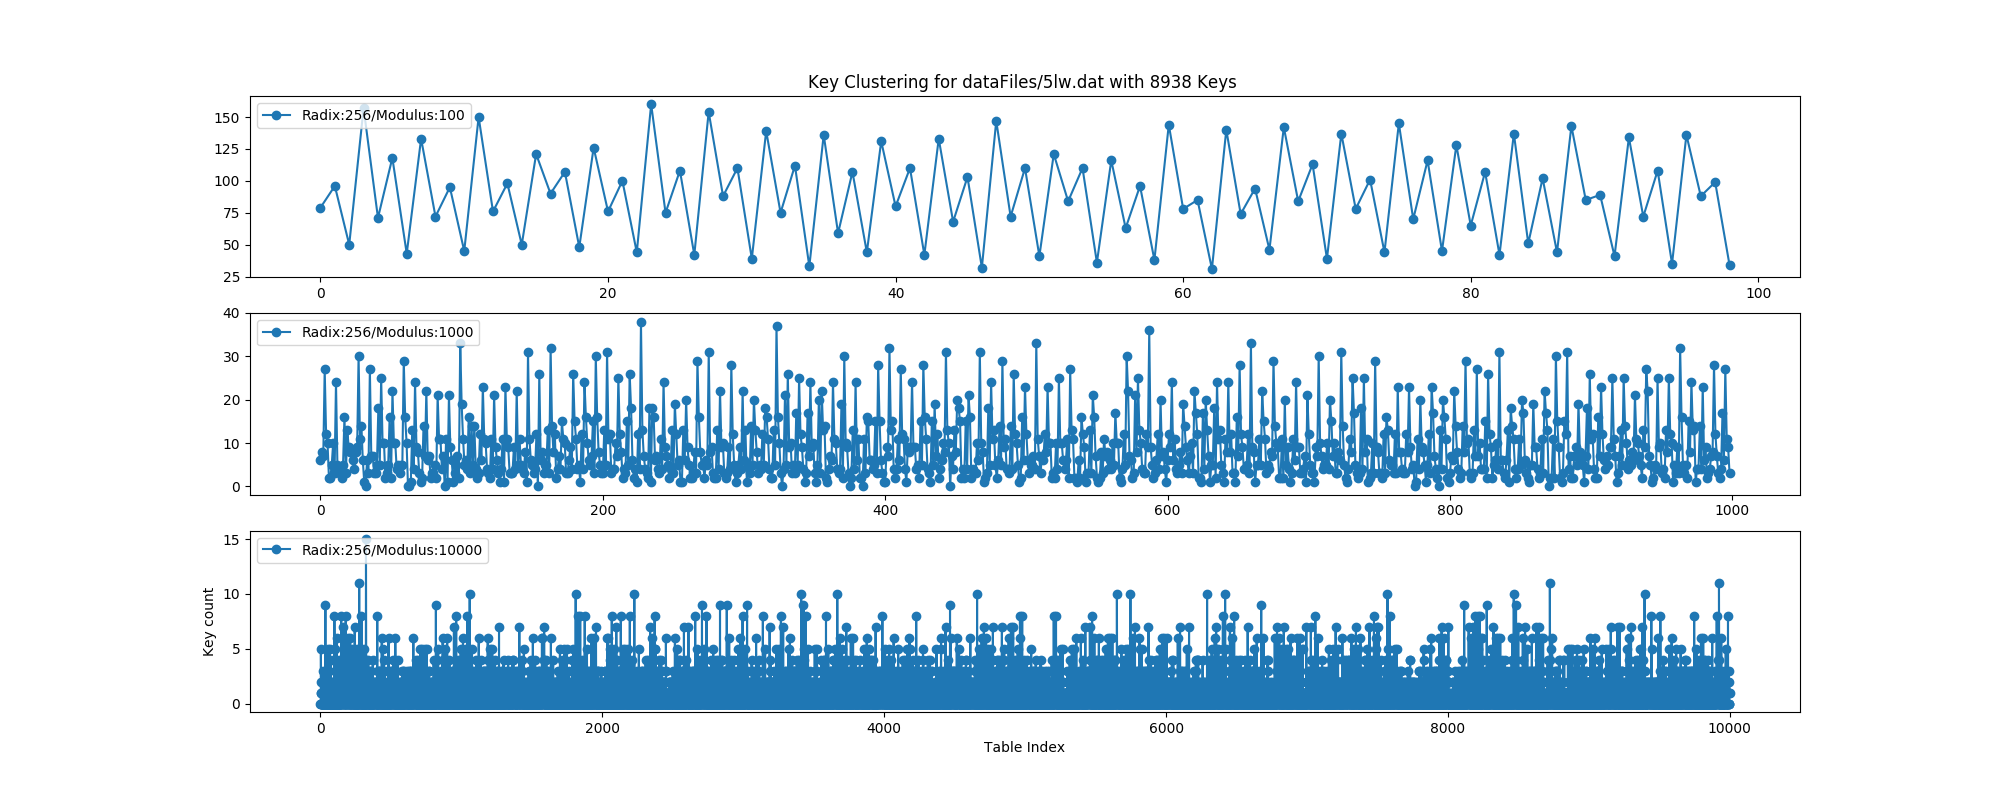 Key Clustering for dataFiles/5lw.dat with 8938 Keys
Radix:256/Modulus:100
150
125
100
75
50
25
0 20 40 60 80 100
Radix:256/Modulus:1000
40
30
20
10
0
0 200 400 600 800 1000
Radix:256/Modulus:10000
Key count
15
10
5
0
0 2000 4000 6000 8000 10000
Table Index